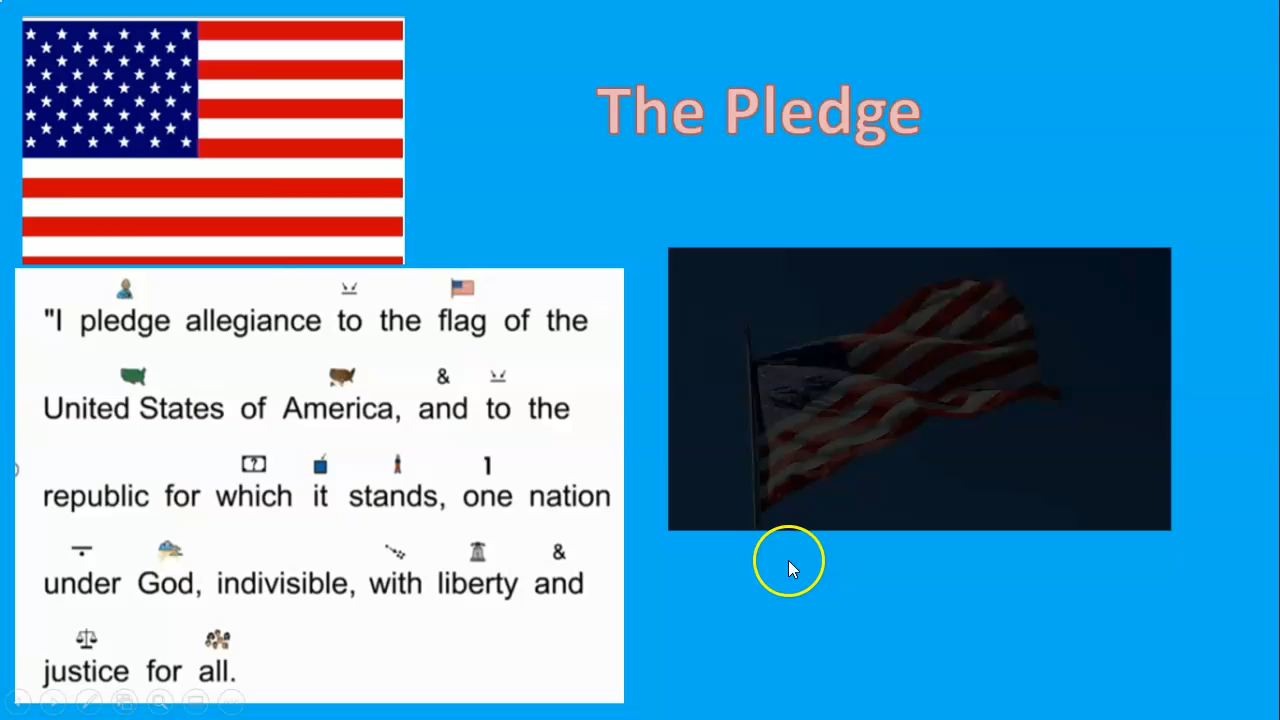 The Pledge
"I pledge allegiance to the flag of the
&
United States of America, and to the
? 1
republic for which it stands, one nation
&
under God, indivisible, with liberty and
justice for all.